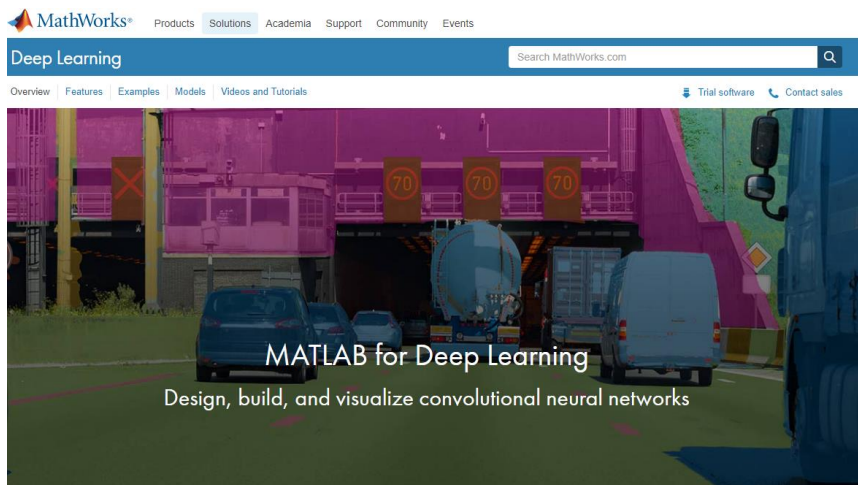 MathWorks®
Products Solutions Academia Support Community Events
Deep Learning
Search MathWorks.com
Overview Features Examples Models Videos and Tutorials
Trial software Contact sales
70 70 70
MATLAB for Deep Learning
Design, build, and visualize convolutional neural networks